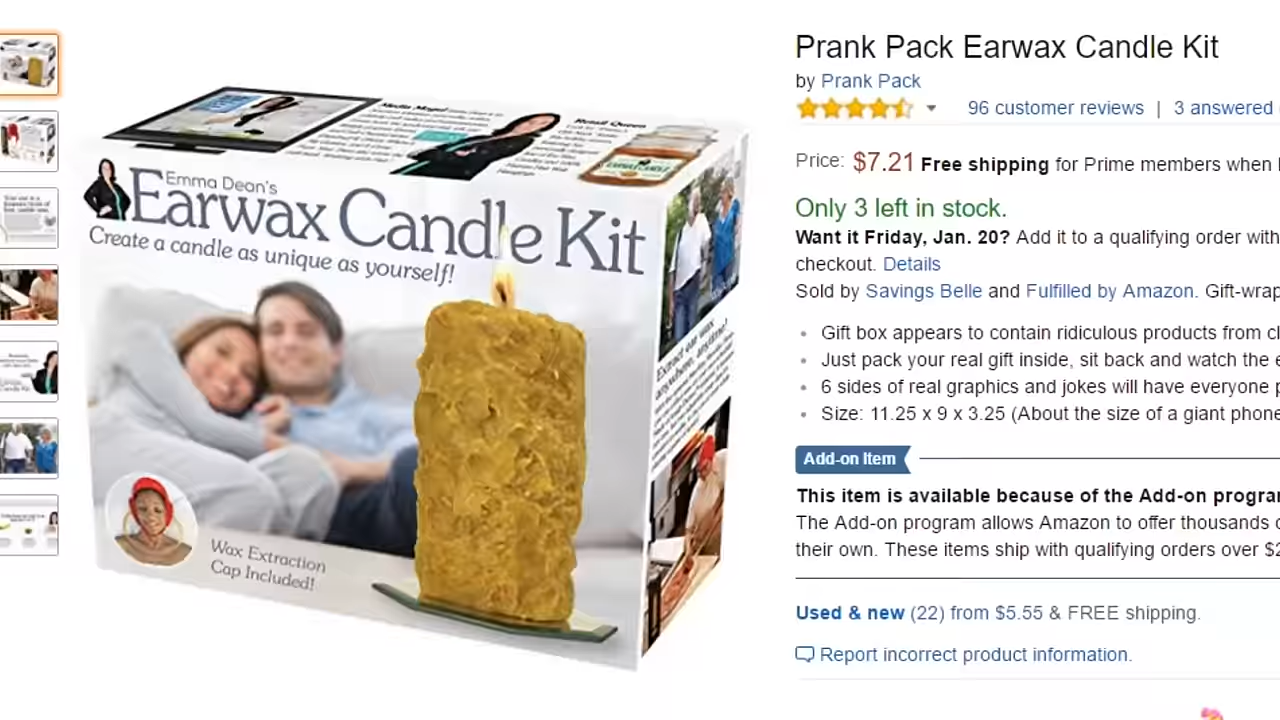 Prank Pack Earwax Candle Kit
by Prank Pack
96 customer reviews | 3 answered
Price: $7.21 Free shipping for Prime members when
Only 3 left in stock.
Want it Friday, Jan. 20? Add it to a qualifying order with
checkout. Details
Sold by Savings Belle and Fulfilled by Amazon. Gift-wrap
Gift box appears to contain ridiculous products from
Just pack your real gift inside, sit back and watch the
6 sides of real graphics and jokes will have everyone
Size: 11.25 x 9 x 3.25 (About the size of a giant phone
Add-on Item
This item is available because of the Add-on program
The Add-on program allows Amazon to offer thousands
their own. These items ship with qualifying orders over $2
Used & new (22) from $5.55 & FREE shipping.
Report incorrect product information.
Media Mogul
Retail Queen
Emma Dean's
Earwax Candle Kit
Create a candle as unique as yourself!
Wax Extraction
Cap Included!
Extract ear wax
anywhere, anytime!